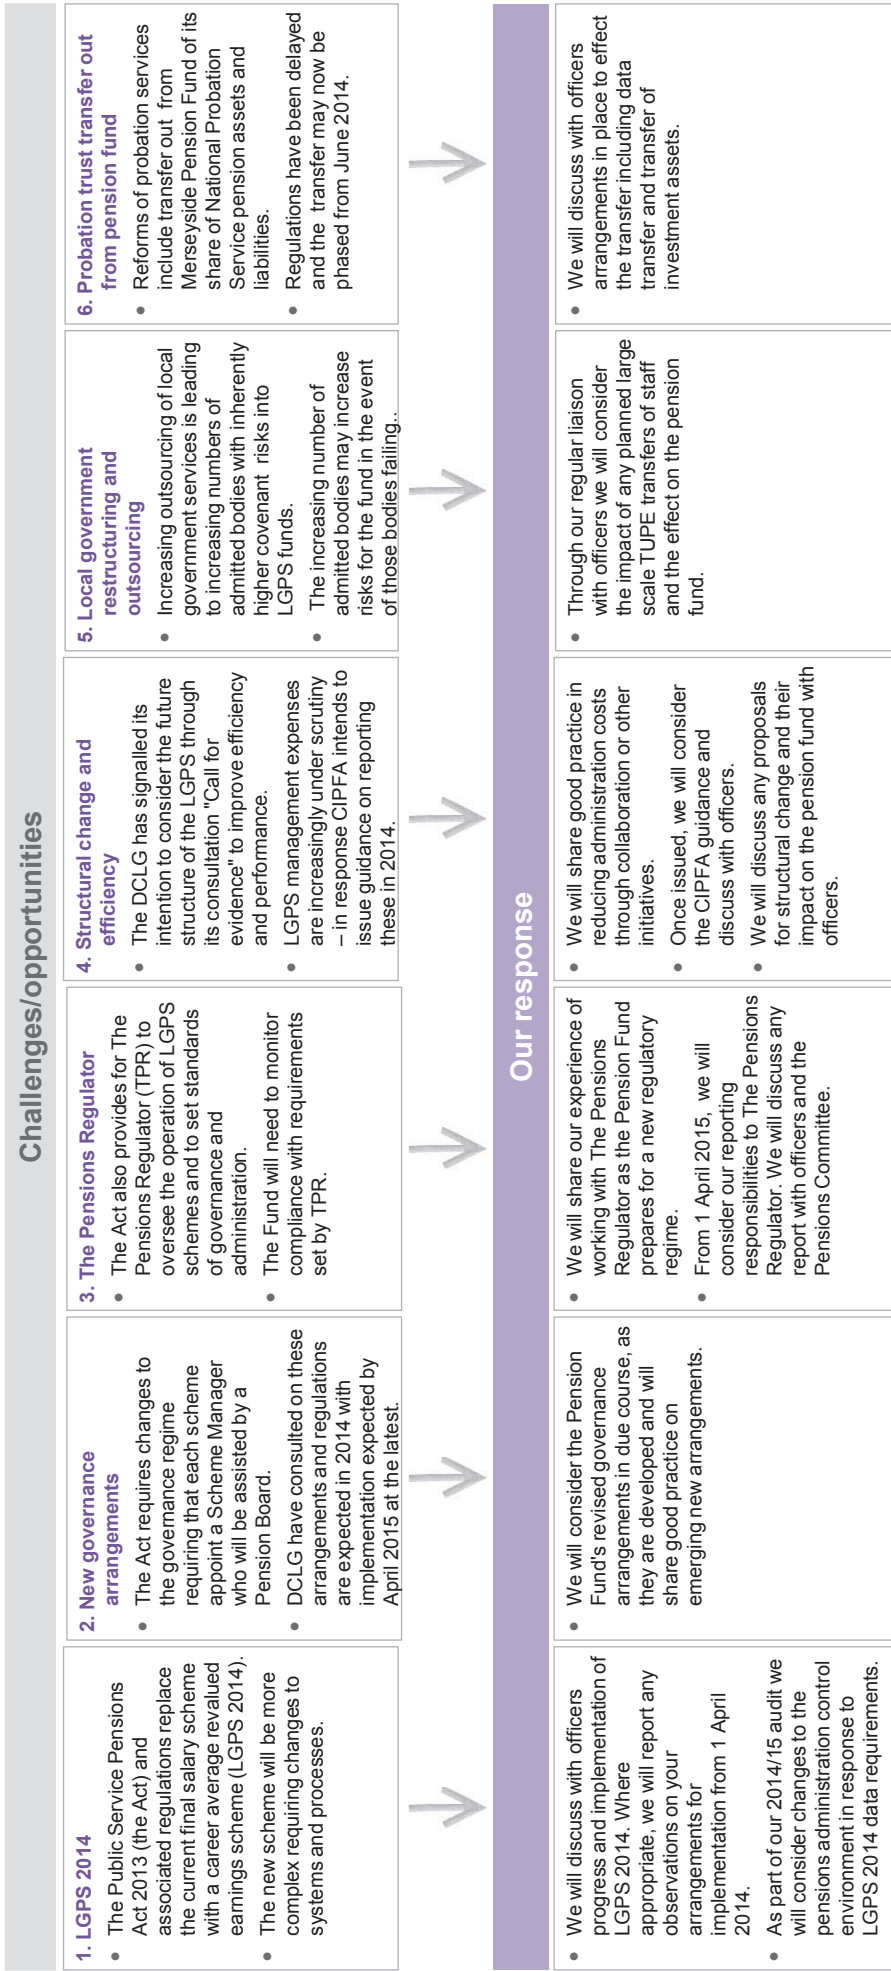 Challenges/opportunities
1. LGPS 2014
• The Public Service Pensions
Act 2013 (the Act) and
associated regulations replace
the current final salary scheme
with a career average revalued
earnings scheme (LGPS 2014).
• The new scheme will be more
complex requiring changes to
systems and processes.
2. New governance
arrangements
• The Act requires changes to
the governance regime
requiring that each scheme
appoint a Scheme Manager
who will be assisted by a
Pension Board.
• DCLG have consulted on these
arrangements and regulations
are expected in 2014 with
implementation expected by
April 2015 at the latest.
3. The Pensions Regulator
• The Act also provides for The
Pensions Regulator (TPR) to
oversee the operation of LGPS
schemes and to set standards
of governance and
administration.
• The Fund will need to monitor
compliance with requirements
set by TPR.
4. Structural change and
efficiency
• The DCLG has signalled its
intention to consider the future
structure of the LGPS through
its consultation "Call for
evidence" to improve efficiency
and performance.
• LGPS management expenses
are increasingly under scrutiny
– in response CIPFA intends to
issue guidance on reporting
these in 2014.
5. Local government
restructuring and
outsourcing
• Increasing outsourcing of local
government services is leading
to increasing numbers of
admitted bodies with inherently
higher covenant risks into
LGPS funds.
• The increasing number of
admitted bodies may increase
risks for the fund in the event
of those bodies failing..
6. Probation trust transfer out
from pension fund
• Reforms of probation services
include transfer out from
Merseyside Pension Fund of its
share of National Probation
Service pension assets and
liabilities.
• Regulations have been delayed
and the transfer may now be
phased from June 2014.
Our response
• We will discuss with officers
progress and implementation of
LGPS 2014. Where
appropriate, we will report any
observations on your
arrangements for
implementation from 1 April
2014.
• As part of our 2014/15 audit we
will consider changes to the
pensions administration control
environment in response to
LGPS 2014 data requirements.
• We will consider the Pension
Fund's revised governance
arrangements in due course, as
they are developed and will
share good practice on
emerging new arrangements.
• We will share our experience of
working with The Pensions
Regulator as the Pension Fund
prepares for a new regulatory
regime.
• From 1 April 2015, we will
consider our reporting
responsibilities to The Pensions
Regulator. We will discuss any
report with officers and the
Pensions Committee.
• We will share good practice in
reducing administration costs
through collaboration or other
initiatives.
• Once issued, we will consider
the CIPFA guidance and
discuss with officers.
• We will discuss any proposals
for structural change and their
impact on the pension fund with
officers.
• Through our regular liaison
with officers we will consider
the impact of any planned large
scale TUPE transfers of staff
and the effect on the pension
fund.
• We will discuss with officers
arrangements in place to effect
the transfer including data
transfer and transfer of
investment assets.